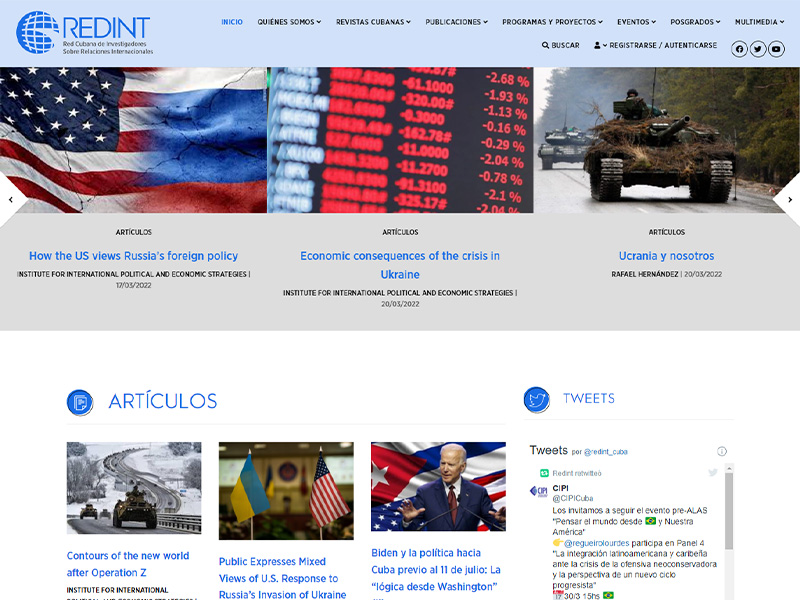 REDINT
Red Cubana de Investigadores
Sobre Relaciones Internacionales
INICIO QUIÉNES SOMOS REVISTAS CUBANAS PUBLICACIONES PROGRAMAS Y PROYECTOS EVENTOS POSGRADOS MULTIMEDIA
BUSCAR REGISTRARSE / AUTENTICARSE
-2.68 %
-1.93 %
-1.13 %
-0.16 %
-0.29 %
-2.04 %
-0.78 %
-2.1 %
-2.04 %
ARTÍCULOS
How the US views Russia's foreign policy
INSTITUTE FOR INTERNATIONAL POLITICAL AND ECONOMIC STRATEGIES |
17/03/2022
ARTÍCULOS
Economic consequences of the crisis in
Ukraine
INSTITUTE FOR INTERNATIONAL POLITICAL AND ECONOMIC STRATEGIES |
20/03/2022
ARTÍCULOS
Ucrania y nosotros
RAFAEL HERNÁNDEZ | 20/03/2022
ARTÍCULOS
Contours of the new world
after Operation Z
INSTITUTE FOR INTERNATIONAL
Public Expresses Mixed
Views of U.S. Response to
Russia's Invasion of Ukraine
Biden y la política hacia
Cuba previo al 11 de julio: La
“lógica desde Washington”
TWEETS
Tweets por @redint_cuba
Redint retwitteó
CIPI
CIPI
@CIPICuba
Los invitamos a seguir el evento pre-ALAS
"Pensar el mundo desde 🇧🇷 y Nuestra
América"
👉 @regueirolourdes participa en Panel 4
"La integración latinoamericana y caribeña
ante la crisis de la ofensiva neoconservadora
y la perspectiva de un nuevo ciclo
progresista"
📅30/3 15hs 🇧🇷